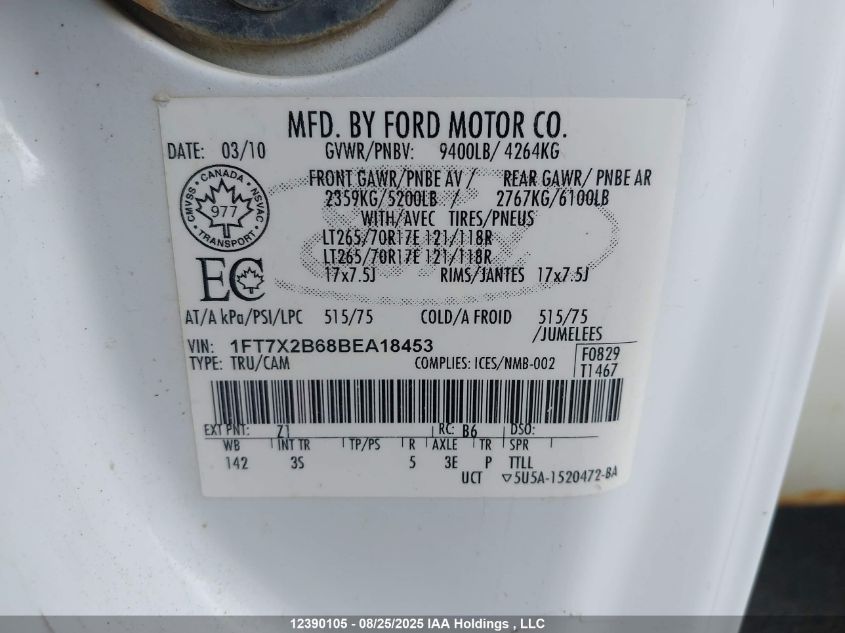 MFD. BY FORD MOTOR CO.
DATE: 03/10 GVWR/PNBV: 9400LB/ 4264KG
FRONT GAWR/PNBE AV / REAR GAWR/ PNBE AR
2359KG/5200LB / 2767KG/6100LB
WITH/AVEC TIRES/PNEUS
LT265/70R17E 121/118R
LT265/70R17E 121/118R
17x7.5J RIMS/JANTES 17x7.5J
CANADA
CMVSS 977 NSVAC
TRANSPORT
EC
AT/A kPa/PSI/LPC 515/75 COLD/A FROID 515/75
/JUMELEES
VIN: 1FT7X2B68BEA18453 F0829
TYPE: TRU/CAM COMPLIES: ICES/NMB-002 T1467
EXT PNT: Z1 RC: B6 DSO:
WB INT TR TP/PS R AXLE TR SPR
142 3S 5 3E P TTLL
UCT ▽5U5A-1520472-BA
12390105 - 08/25/2025 IAA Holdings , LLC